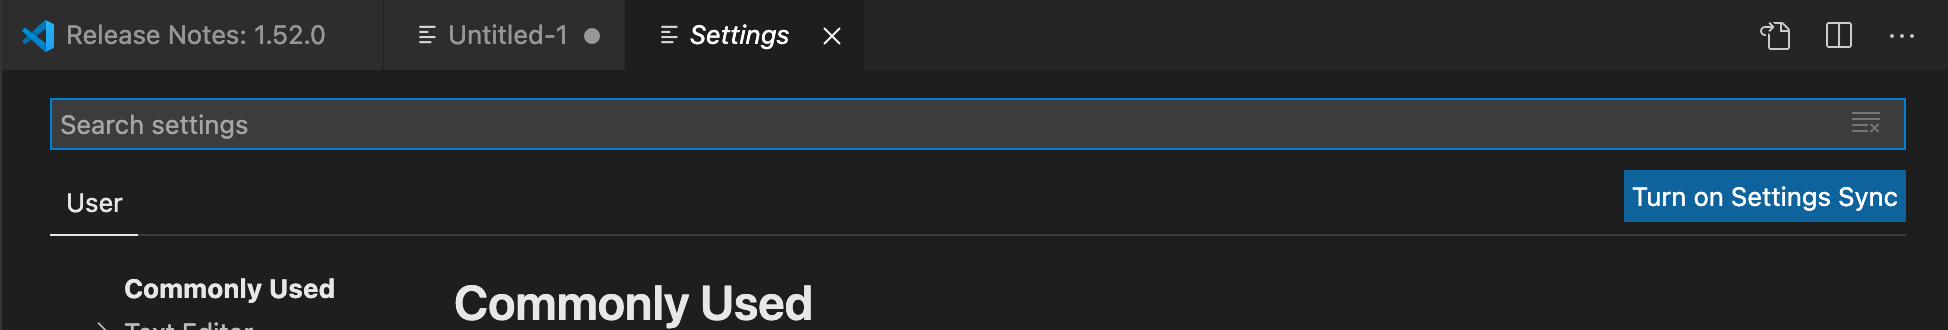 Release Notes: 1.52.0 Untitled-1 Settings
Search settings
User Turn on Settings Sync
Commonly Used
Text Editor
Commonly Used